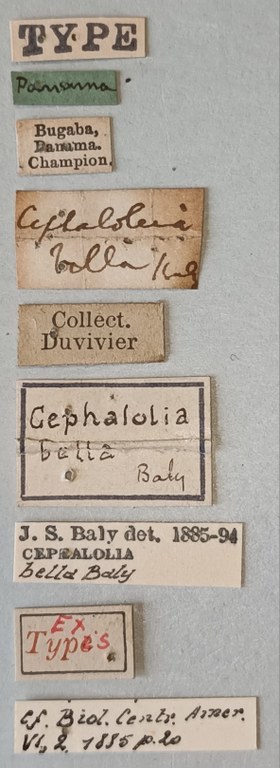 TYPE
Panama
Bugaba,
Panama.
Champion.
Cephaloleia
bella Baly
Collect.
Duvivier
Cephalolia
bella
Baly
J. S. Baly det. 1885-94
CEPHALOLIA
bella Baly
Ex
Types
cf. Biol. Centr. Amer.
VI, 2, 1885 p. 20